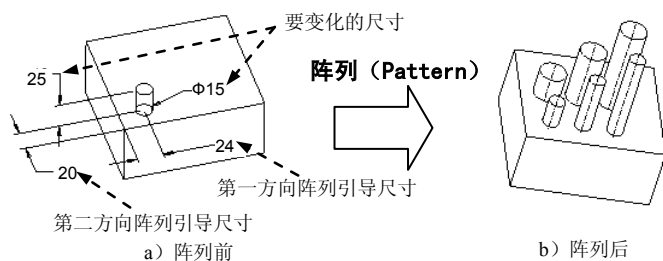 要变化的尺寸
25
Φ15
阵列（Pattern）
24
20
第一方向阵列引导尺寸
第二方向阵列引导尺寸
a）阵列前
b）阵列后